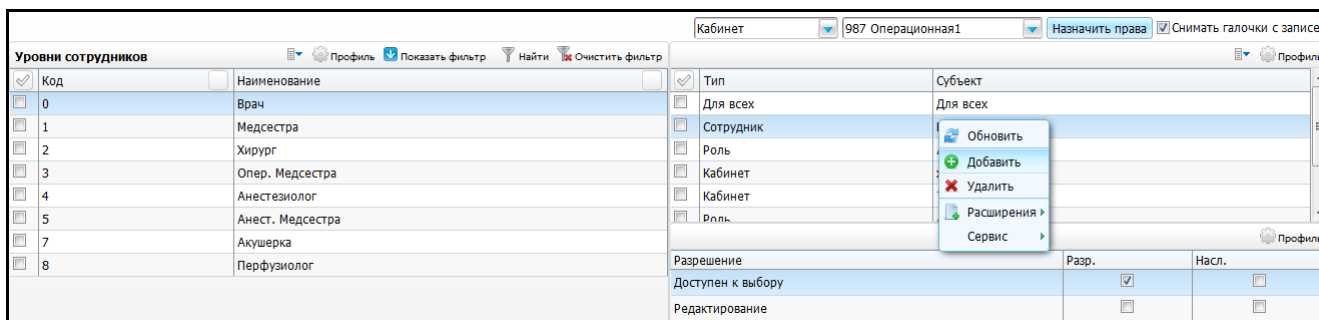 Кабинет 987 Операционная1 Назначить права Снимать галочки с записе
Уровни сотрудников Профиль Показать фильтр Найти Очистить фильтр Профиль
Код Наименование Тип Субъект
0 Врач Для всех Для всех
1 Медсестра Сотрудник
2 Хирург Роль
3 Опер. Медсестра Кабинет
4 Анестезиолог Кабинет
5 Анест. Медсестра Роль
7 Акушерка
8 Перфузиолог
Обновить
Добавить
Удалить
Расширения
Сервис
Профиль
Разрешение Разр. Насл.
Доступен к выбору
Редактирование